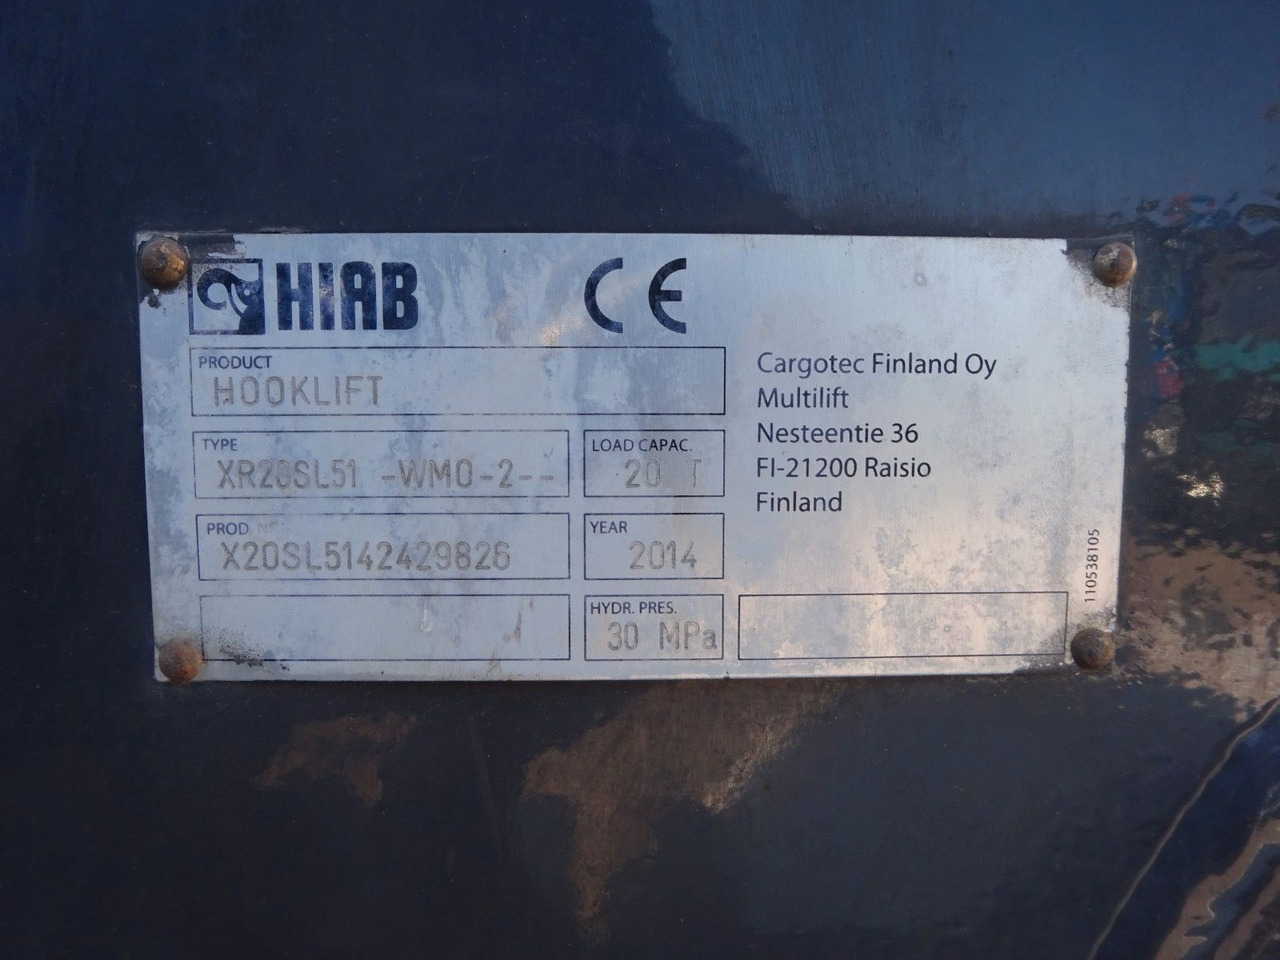 HIAB CE
PRODUCT
HOOKLIFT
TYPE
XR20SL51 -WM0-2--
LOAD CAPAC.
20 T
PROD
X20SL5142429826
YEAR
2014
HYDR. PRES.
30 MPa
Cargotec Finland Oy
Multilift
Nesteentie 36
FI-21200 Raisio
Finland
110538105